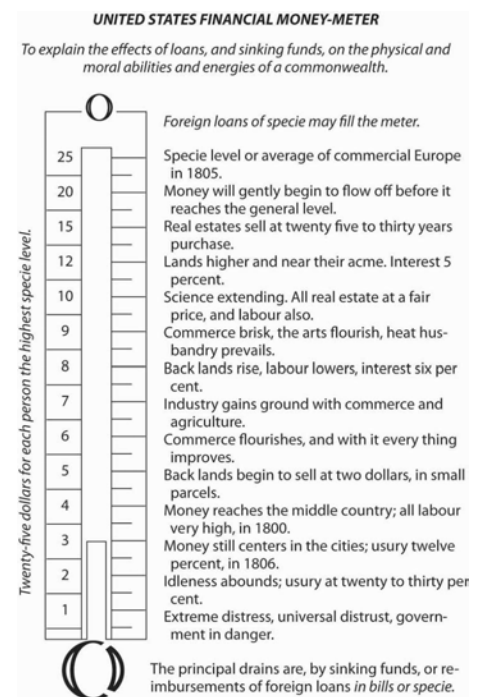 UNITED STATES FINANCIAL MONEY-METER
To explain the effects of loans, and sinking funds, on the physical and
moral abilities and energies of a commonwealth.
Foreign loans of specie may fill the meter.
25
Specie level or average of commercial Europe
in 1805.
20
Money will gently begin to flow off before it
reaches the general level.
15
Real estates sell at twenty five to thirty years
purchase.
12
Lands higher and near their acme. Interest 5
percent.
10
Science extending. All real estate at a fair
price, and labour also.
9
Commerce brisk, the arts flourish, heat hus-
bandry prevails.
8
Back lands rise, labour lowers, interest six per
cent.
7
Industry gains ground with commerce and
agriculture.
6
Commerce flourishes, and with it every thing
improves.
5
Back lands begin to sell at two dollars, in small
parcels.
4
Money reaches the middle country; all labour
very high, in 1800.
3
Money still centers in the cities; usury twelve
percent, in 1806.
2
Idleness abounds; usury at twenty to thirty per
cent.
1
Extreme distress, universal distrust, govern-
ment in danger.
Twenty-five dollars for each person the highest specie level.
The principal drains are, by sinking funds, or re-
imbursements of foreign loans in bills or specie.